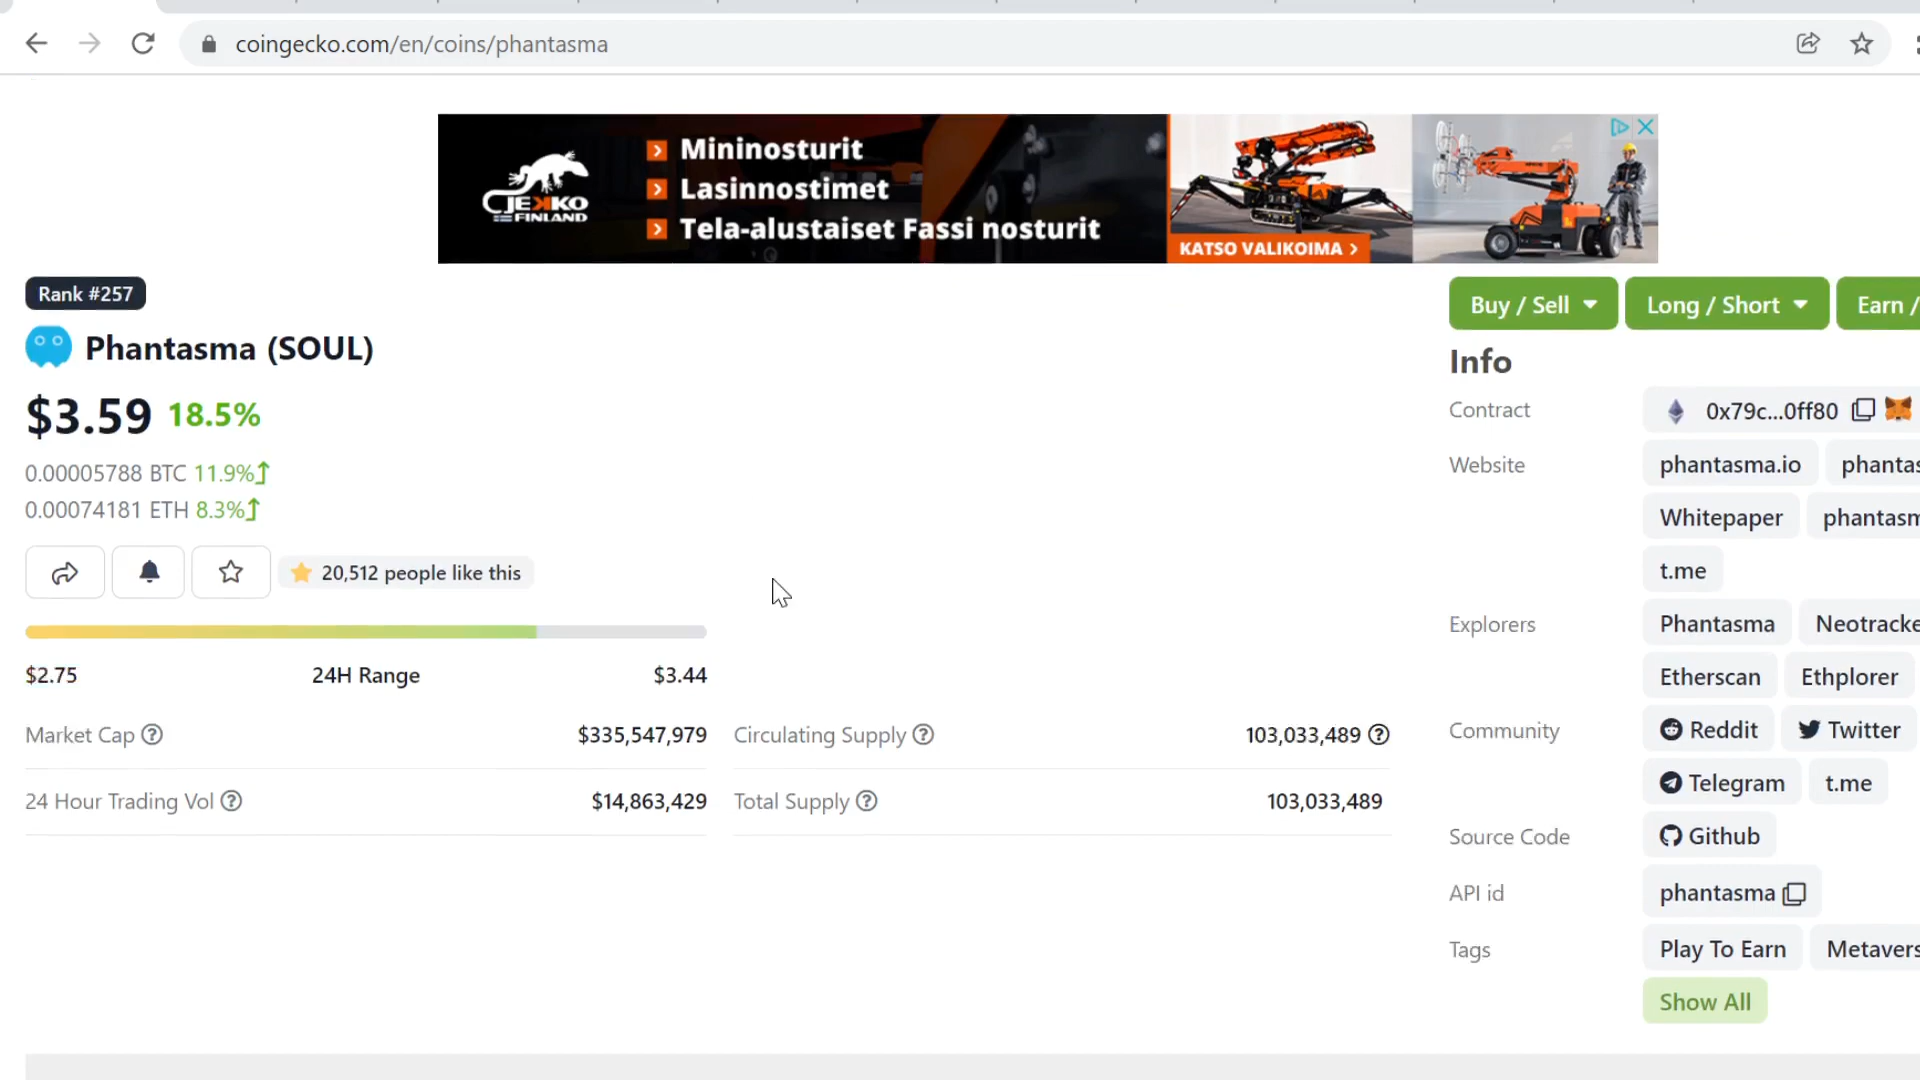 coingecko.com/en/coins/phantasma
JEKKO
FINLAND
Mininosturit
Lasinnostimet
Tela-alustaiset Fassi nosturit
KATSO VALIKOIMA >
Rank #257
Phantasma (SOUL)
$3.59 18.5%
0.00005788 BTC 11.9%
0.00074181 ETH 8.3%
20,512 people like this
$2.75 24H Range $3.44
Market Cap ? $335,547,979
Circulating Supply ? 103,033,489 ?
24 Hour Trading Vol ? $14,863,429
Total Supply ? 103,033,489
Buy / Sell Long / Short Earn /
Info
Contract 0x79c...0ff80
Website phantasma.io phantas
Whitepaper phantasm
t.me
Explorers Phantasma Neotracke
Etherscan Ethplorer
Community Reddit Twitter
Telegram t.me
Source Code Github
API id phantasma
Tags Play To Earn Metavers
Show All